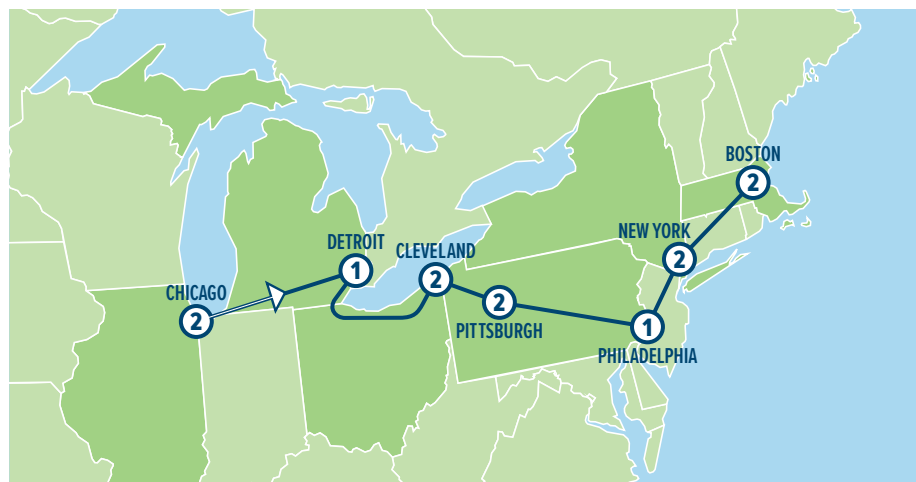 BOSTON
2
NEW YORK
2
DETROIT
1
CLEVELAND
2
CHICAGO
2
2
PITTSBURGH
1
PHILADELPHIA